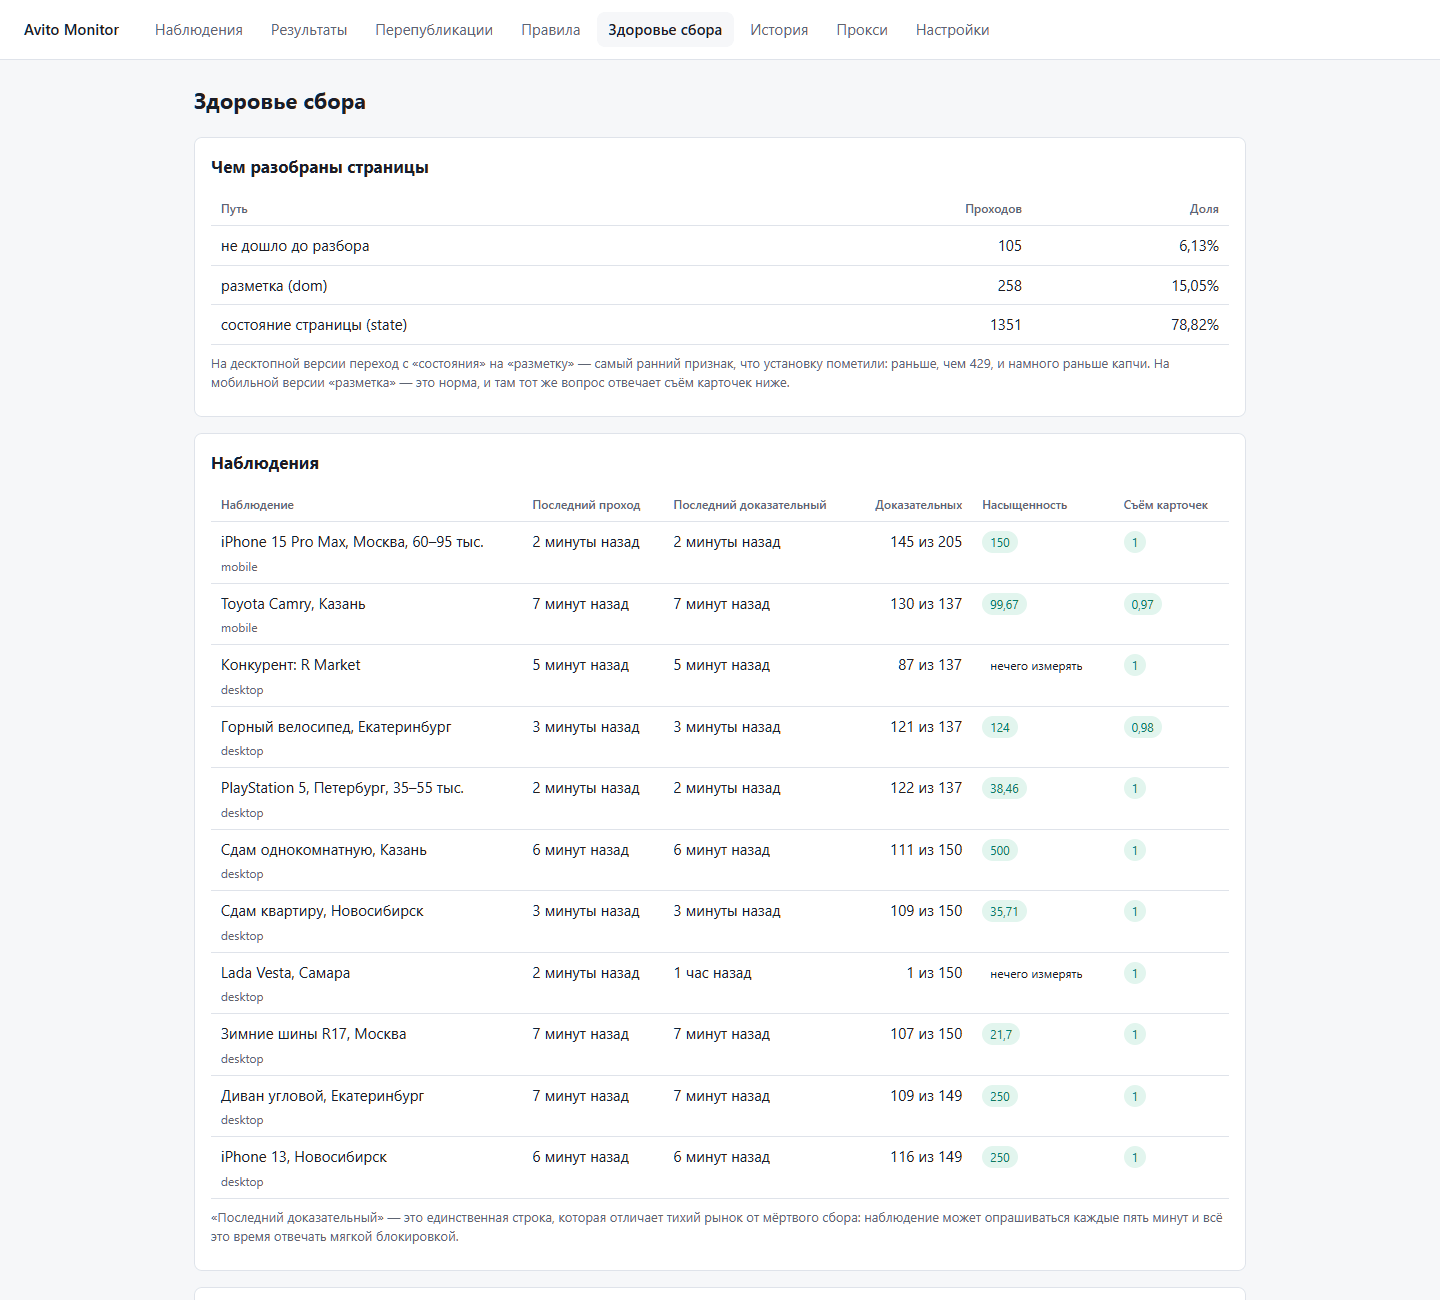 Avito Monitor Наблюдения Результаты Перепубликации Правила Здоровье сбора История Прокси Настройки
Здоровье сбора
Чем разобраны страницы
Путь Проходов Доля
не дошло до разбора 105 6,13%
разметка (dom) 258 15,05%
состояние страницы (state) 1351 78,82%
На десктопной версии переход с «состояния» на «разметку» — самый ранний признак, что установку пометили: раньше, чем 429, и намного раньше капчи. На
мобильной версии «разметка» — это норма, и там тот же вопрос отвечает съём карточек ниже.
Наблюдения
Наблюдение Последний проход Последний доказательный Доказательных Насыщенность Съём карточек
iPhone 15 Pro Max, Москва, 60–95 тыс. 2 минуты назад 2 минуты назад 145 из 205 150 1
mobile
Toyota Camry, Казань 7 минут назад 7 минут назад 130 из 137 99,67 0,97
mobile
Конкурент: R Market 5 минут назад 5 минут назад 87 из 137 нечего измерять 1
desktop
Горный велосипед, Екатеринбург 3 минуты назад 3 минуты назад 121 из 137 124 0,98
desktop
PlayStation 5, Петербург, 35–55 тыс. 2 минуты назад 2 минуты назад 122 из 137 38,46 1
desktop
Сдам однокомнатную, Казань 6 минут назад 6 минут назад 111 из 150 500 1
desktop
Сдам квартиру, Новосибирск 3 минуты назад 3 минуты назад 109 из 150 35,71 1
desktop
Lada Vesta, Самара 2 минуты назад 1 час назад 1 из 150 нечего измерять 1
desktop
Зимние шины R17, Москва 7 минут назад 7 минут назад 107 из 150 21,7 1
desktop
Диван угловой, Екатеринбург 7 минут назад 7 минут назад 109 из 149 250 1
desktop
iPhone 13, Новосибирск 6 минут назад 6 минут назад 116 из 149 250 1
desktop
«Последний доказательный» — это единственная строка, которая отличает тихий рынок от мёртвого сбора: наблюдение может опрашиваться каждые пять минут и всё
это время отвечать мягкой блокировкой.